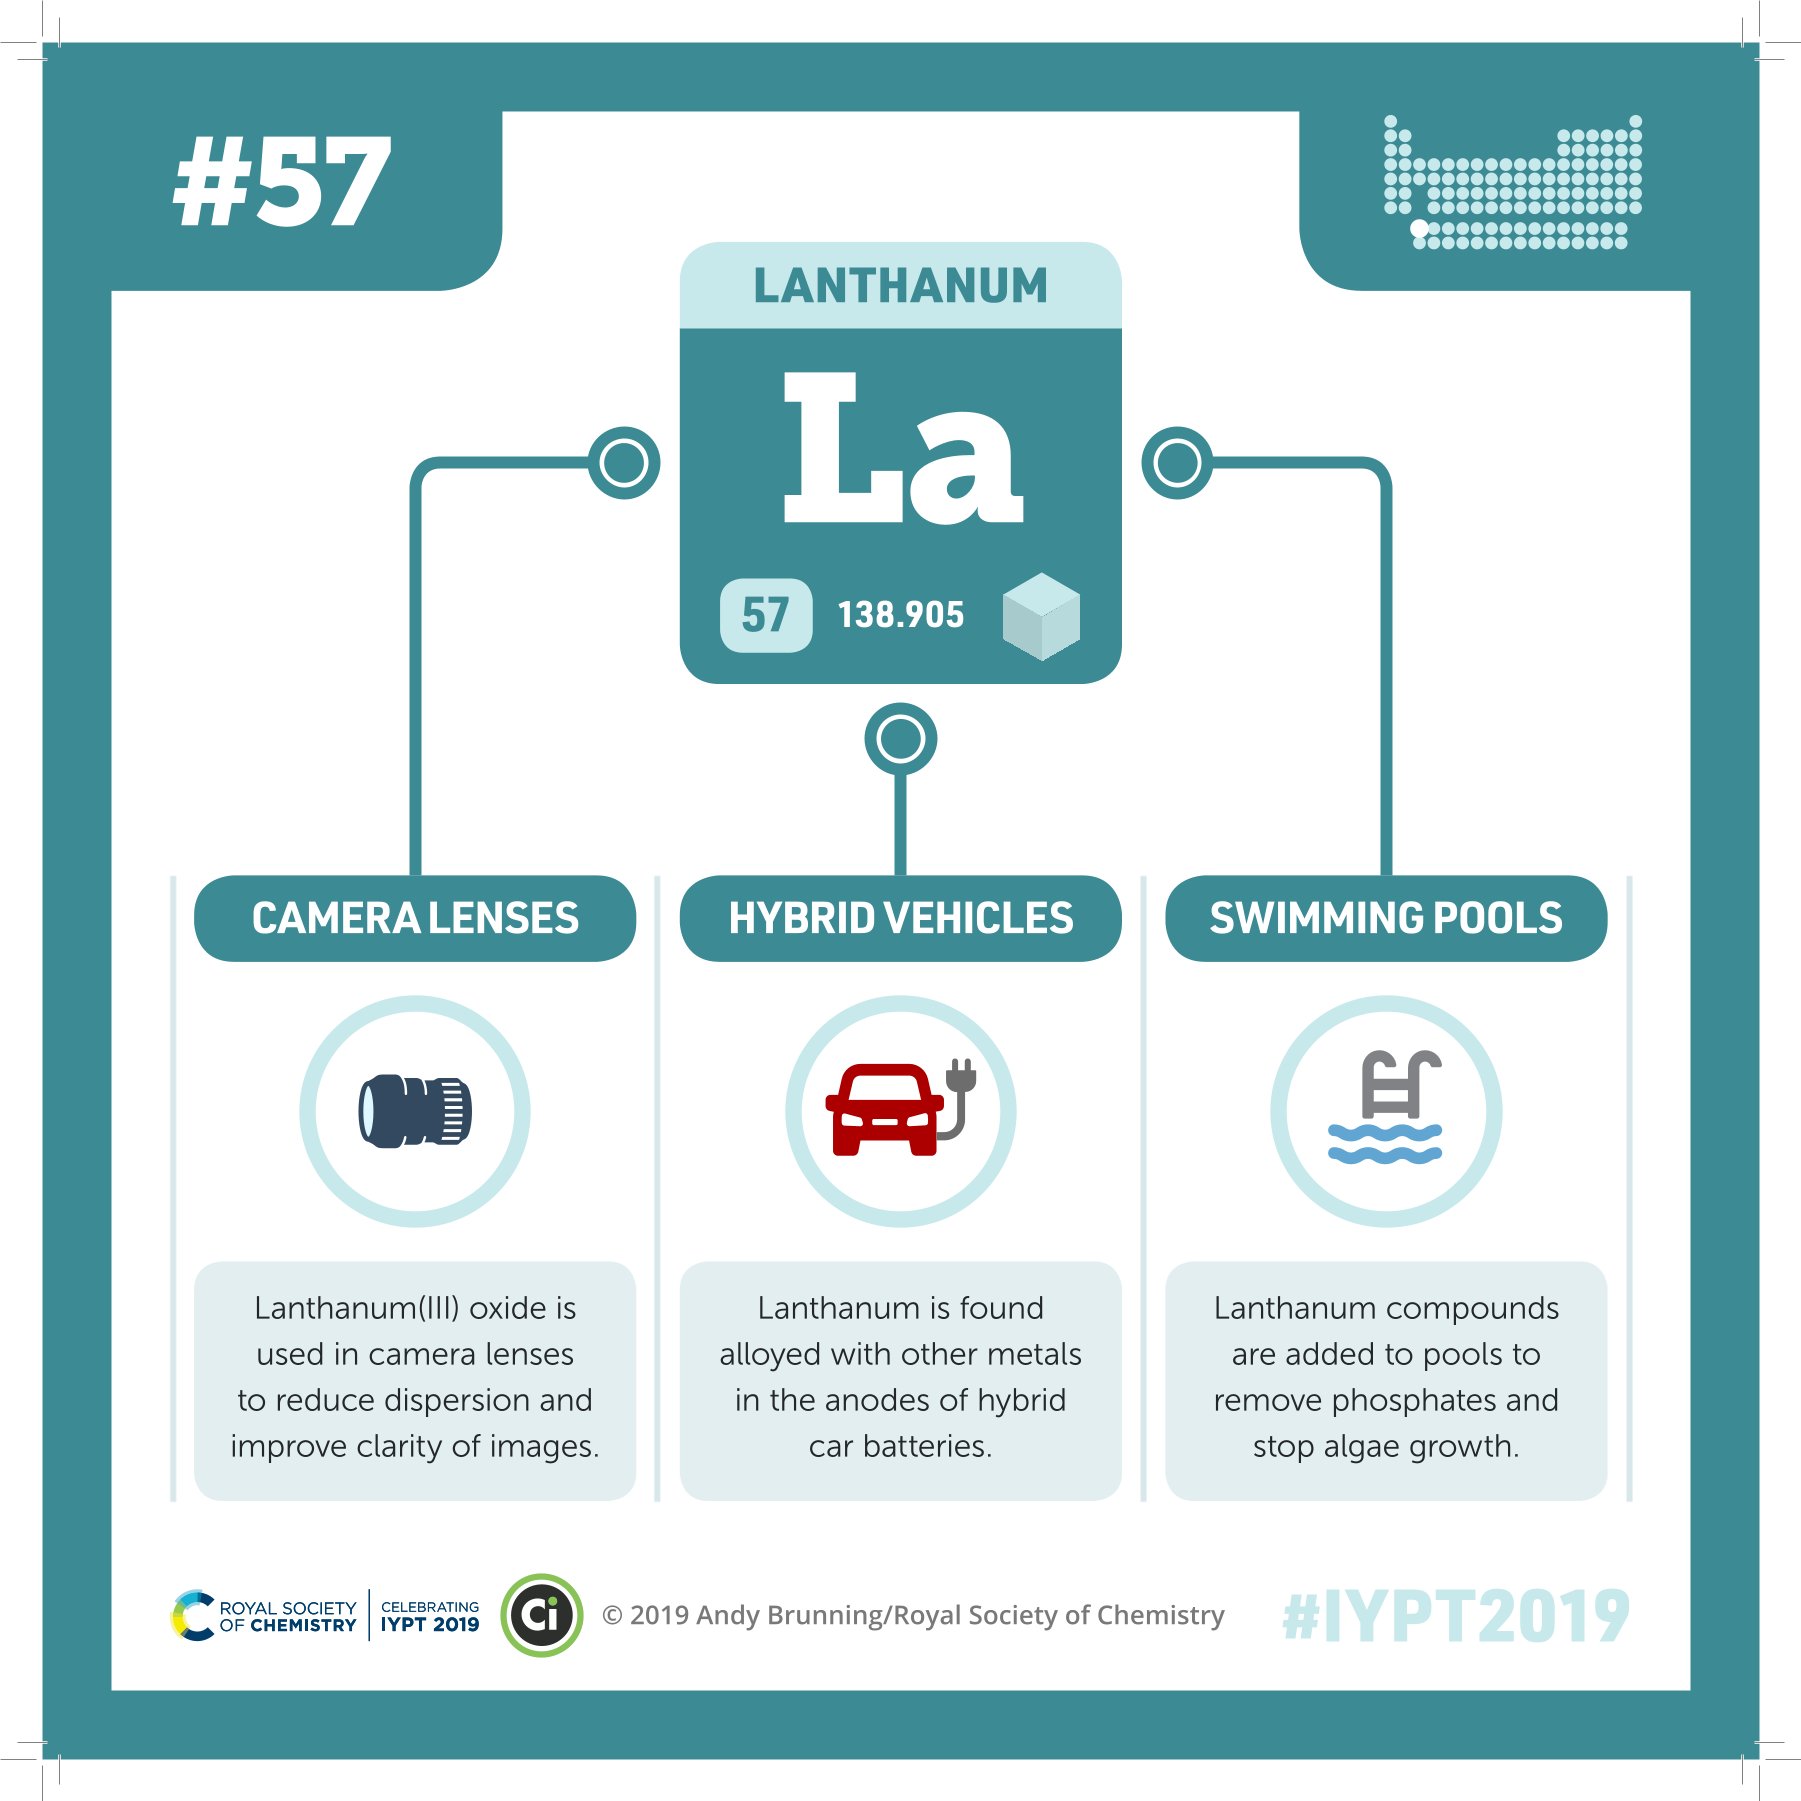 #57
LANTHANUM
La
57 138.905
CAMERA LENSES
Lanthanum(III) oxide is
used in camera lenses
to reduce dispersion and
improve clarity of images.
HYBRID VEHICLES
Lanthanum is found
alloyed with other metals
in the anodes of hybrid
car batteries.
SWIMMING POOLS
Lanthanum compounds
are added to pools to
remove phosphates and
stop algae growth.
ROYAL SOCIETY
OF CHEMISTRY
CELEBRATING
IYPT 2019
Ci
© 2019 Andy Brunning/Royal Society of Chemistry
#IYPT2019